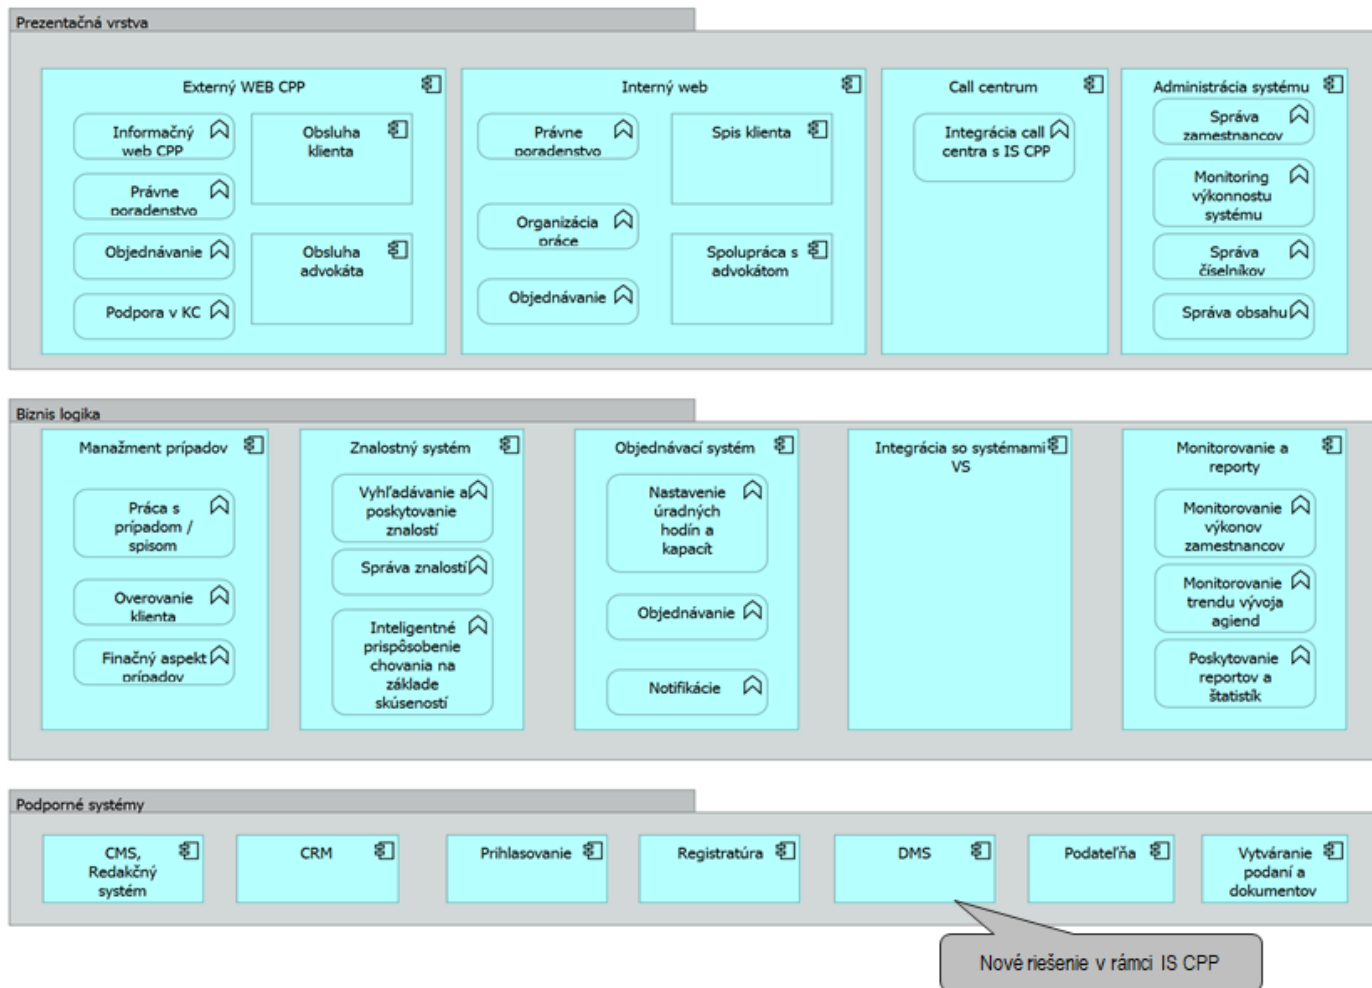 Prezentačná vrstva
Externý WEB CPP
Informačný
web CPP
Právne
poradenstvo
Objednávanie
Podpora v KC
Obsluha
klienta
Obsluha
advokáta
Interný web
Právne
poradenstvo
Organizácia
práce
Objednávanie
Spis klienta
Spolupráca s
advokátom
Call centrum
Integrácia call
centra s IS CPP
Administrácia systému
Správa
zamestnancov
Monitoring
výkonnostu
systému
Správa
číselníkov
Správa obsahu
Biznis logika
Manažment prípadov
Práca s
prípadom /
spisom
Overovanie
klienta
Finačný aspekt
prípadov
Znalostný systém
Vyhľadávanie a
poskytovanie
znalostí
Správa znalostí
Inteligentné
prispôsobenie
chovania na
základe
skúseností
Objednávací systém
Nastavenie
úradných
hodín a
kapacít
Objednávanie
Notifikácie
Integrácia so systémami
VS
Monitorovanie a
reporty
Monitorovanie
výkonov
zamestnancov
Monitorovanie
trendu vývoja
agiend
Poskytovanie
reportov a
štatistík
Podporné systémy
CMS,
Redakčný
systém
CRM
Prihlasovanie
Registratúra
DMS
Podateľňa
Vytváranie
podaní a
dokumentov
Nové riešenie v rámci IS CPP